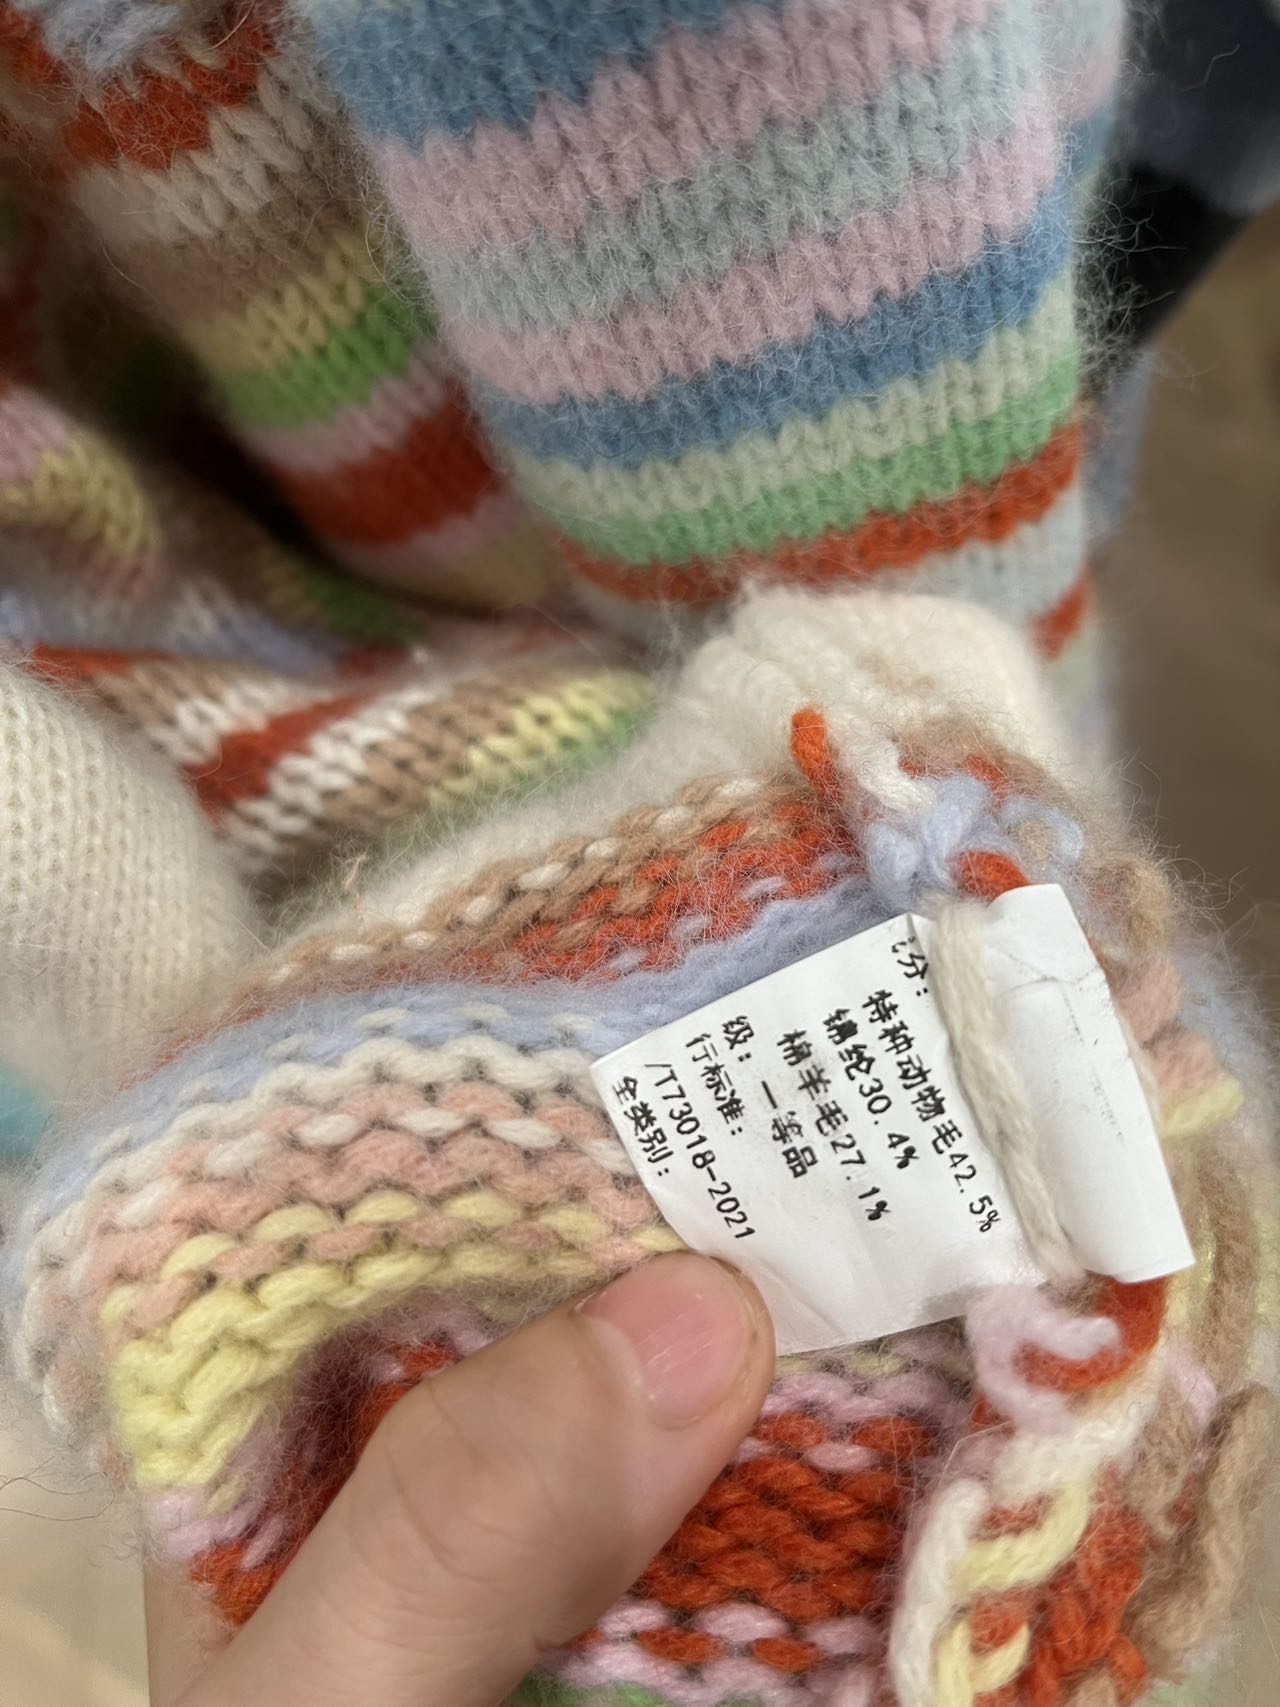 分：
特种动物毛42.5%
锦纶30.4%
棉羊毛27.1%
级：一等品
行标准：
/T73018-2021
全类别：